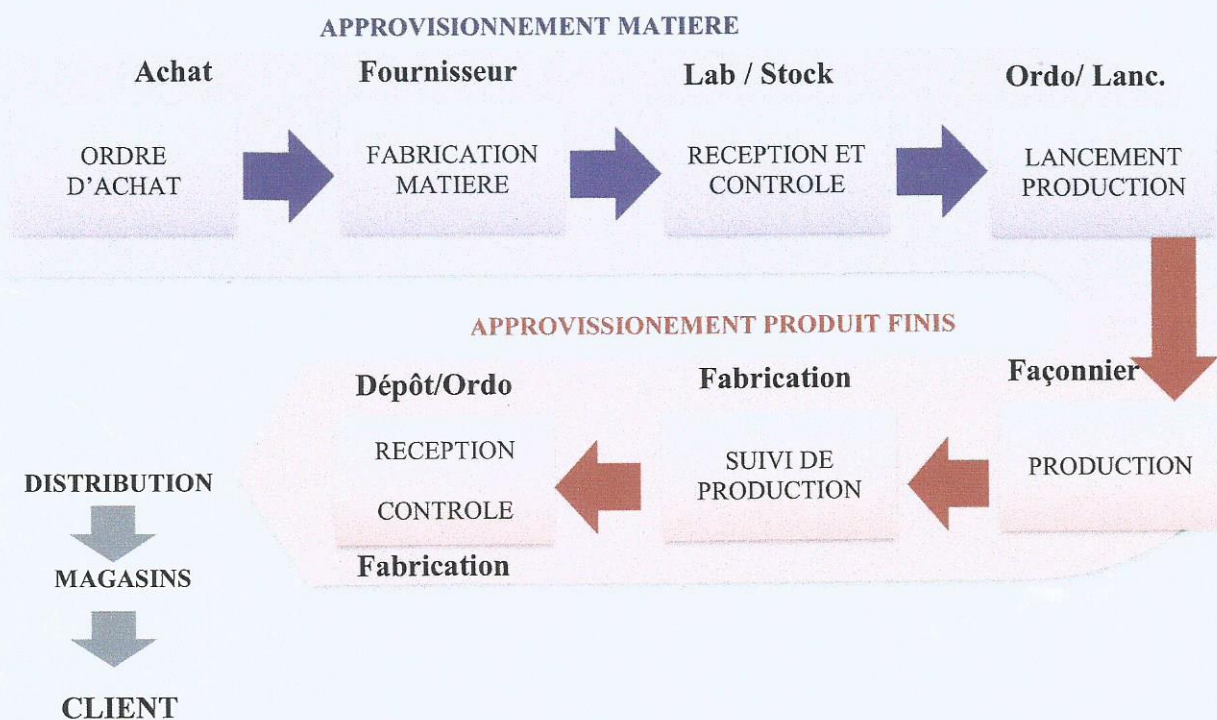 APPROVISIONNEMENT MATIERE
Achat
Fournisseur
Lab / Stock
Ordo/ Lanc.
ORDRE
D'ACHAT
FABRICATION
MATIERE
RECEPTION ET
CONTROLE
LANCEMENT
PRODUCTION
APPROVISSIONEMENT PRODUIT FINIS
Façonnier
Fabrication
Dépôt/Ordo
PRODUCTION
SUIVI DE
PRODUCTION
RECEPTION
CONTROLE
Fabrication
DISTRIBUTION
MAGASINS
CLIENT